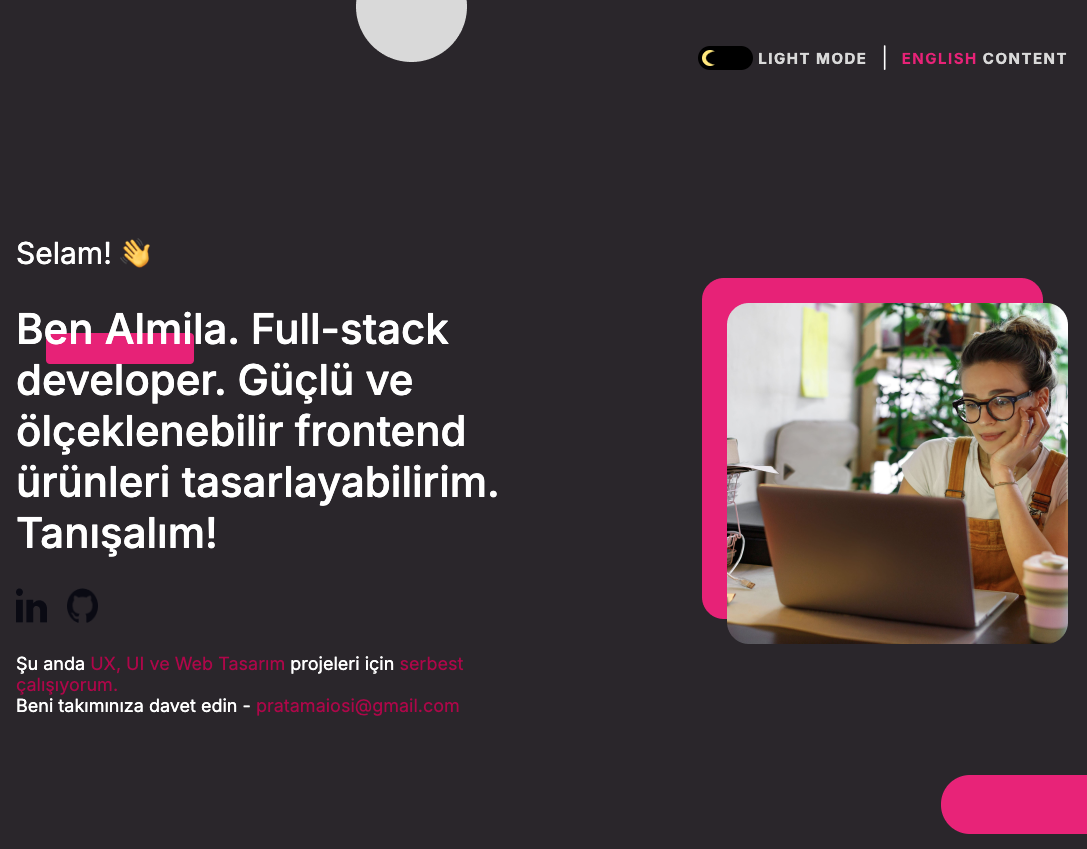 LIGHT MODE | ENGLISH CONTENT
Selam! 👋
Ben Almila. Full-stack
developer. Güçlü ve
ölçeklenebilir frontend
ürünleri tasarlayabilirim.
Tanışalım!
in
Şu anda UX, UI ve Web Tasarım projeleri için serbest
çalışıyorum.
Beni takımınıza davet edin - pratamaiosi@gmail.com